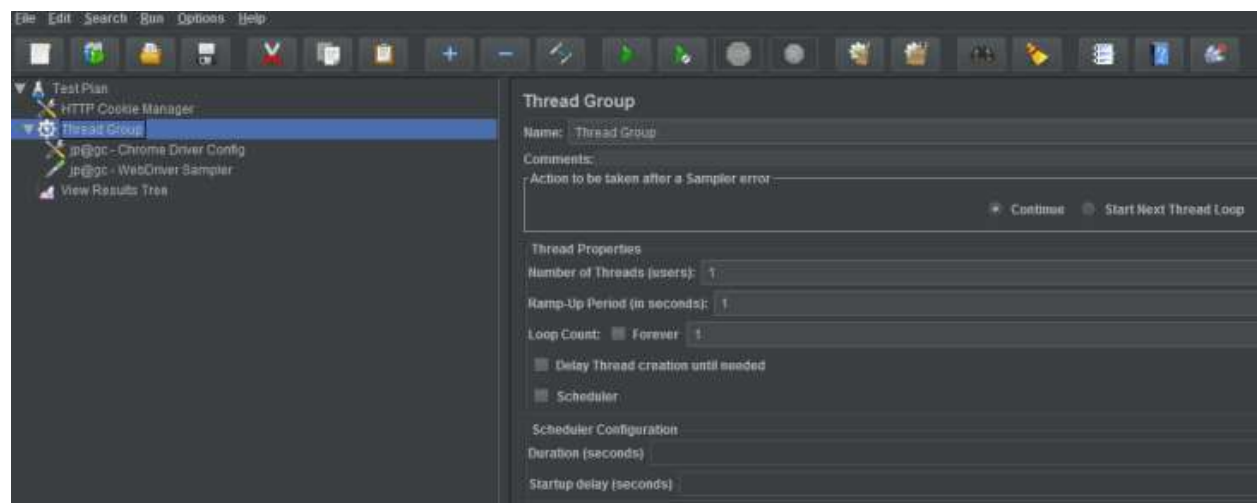 File Edit Search Run Options Help
Test Plan
HTTP Cookie Manager
Thread Group
jp@gc - Chrome Driver Config
jp@gc - WebDriver Sampler
View Results Tree
Thread Group
Name: Thread Group
Comments:
Action to be taken after a Sampler error
Continue Start Next Thread Loop
Thread Properties
Number of Threads (users): 1
Ramp-Up Period (in seconds): 1
Loop Count: Forever 1
Delay Thread creation until needed
Scheduler
Scheduler Configuration
Duration (seconds)
Startup delay (seconds)